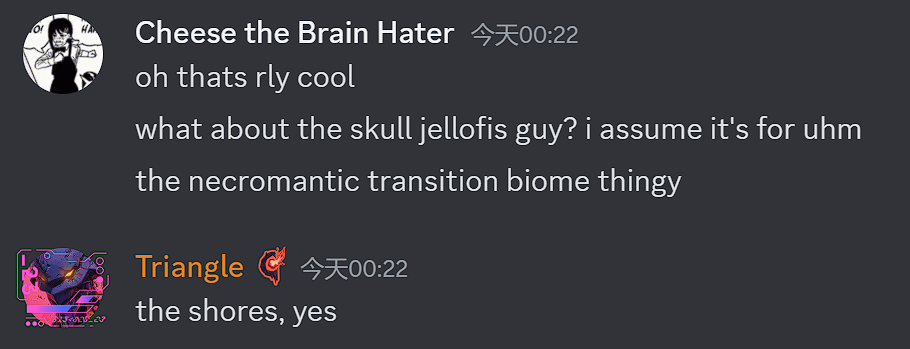 Cheese the Brain Hater 今天00:22
oh thats rly cool
what about the skull jellofis guy? i assume it's for uhm
the necromantic transition biome thingy
Triangle 今天00:22
the shores, yes